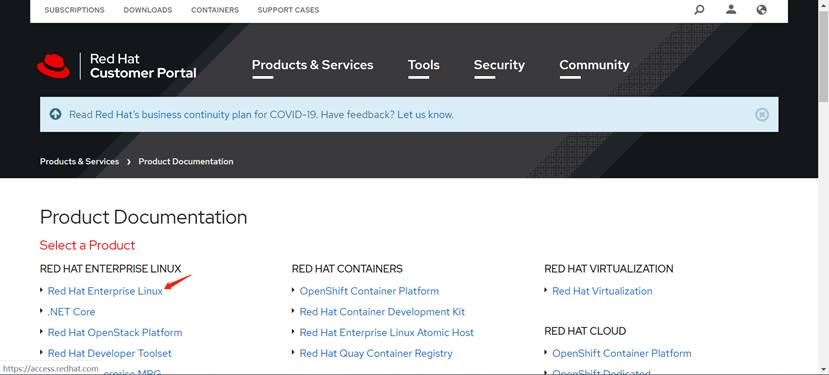 SUBSCRIPTIONS DOWNLOADS CONTAINERS SUPPORT CASES
Red Hat
Customer Portal
Products & Services Tools Security Community
Read Red Hat's business continuity plan for COVID-19. Have feedback? Let us know.
Products & Services › Product Documentation
Product Documentation
Select a Product
RED HAT ENTERPRISE LINUX
Red Hat Enterprise Linux
.NET Core
Red Hat OpenStack Platform
Red Hat Developer Toolset
RED HAT CONTAINERS
OpenShift Container Platform
Red Hat Container Development Kit
Red Hat Enterprise Linux Atomic Host
Red Hat Quay Container Registry
RED HAT VIRTUALIZATION
Red Hat Virtualization
RED HAT CLOUD
OpenShift Container Platform
OpenShift Dedicated
https://access.redhat.com